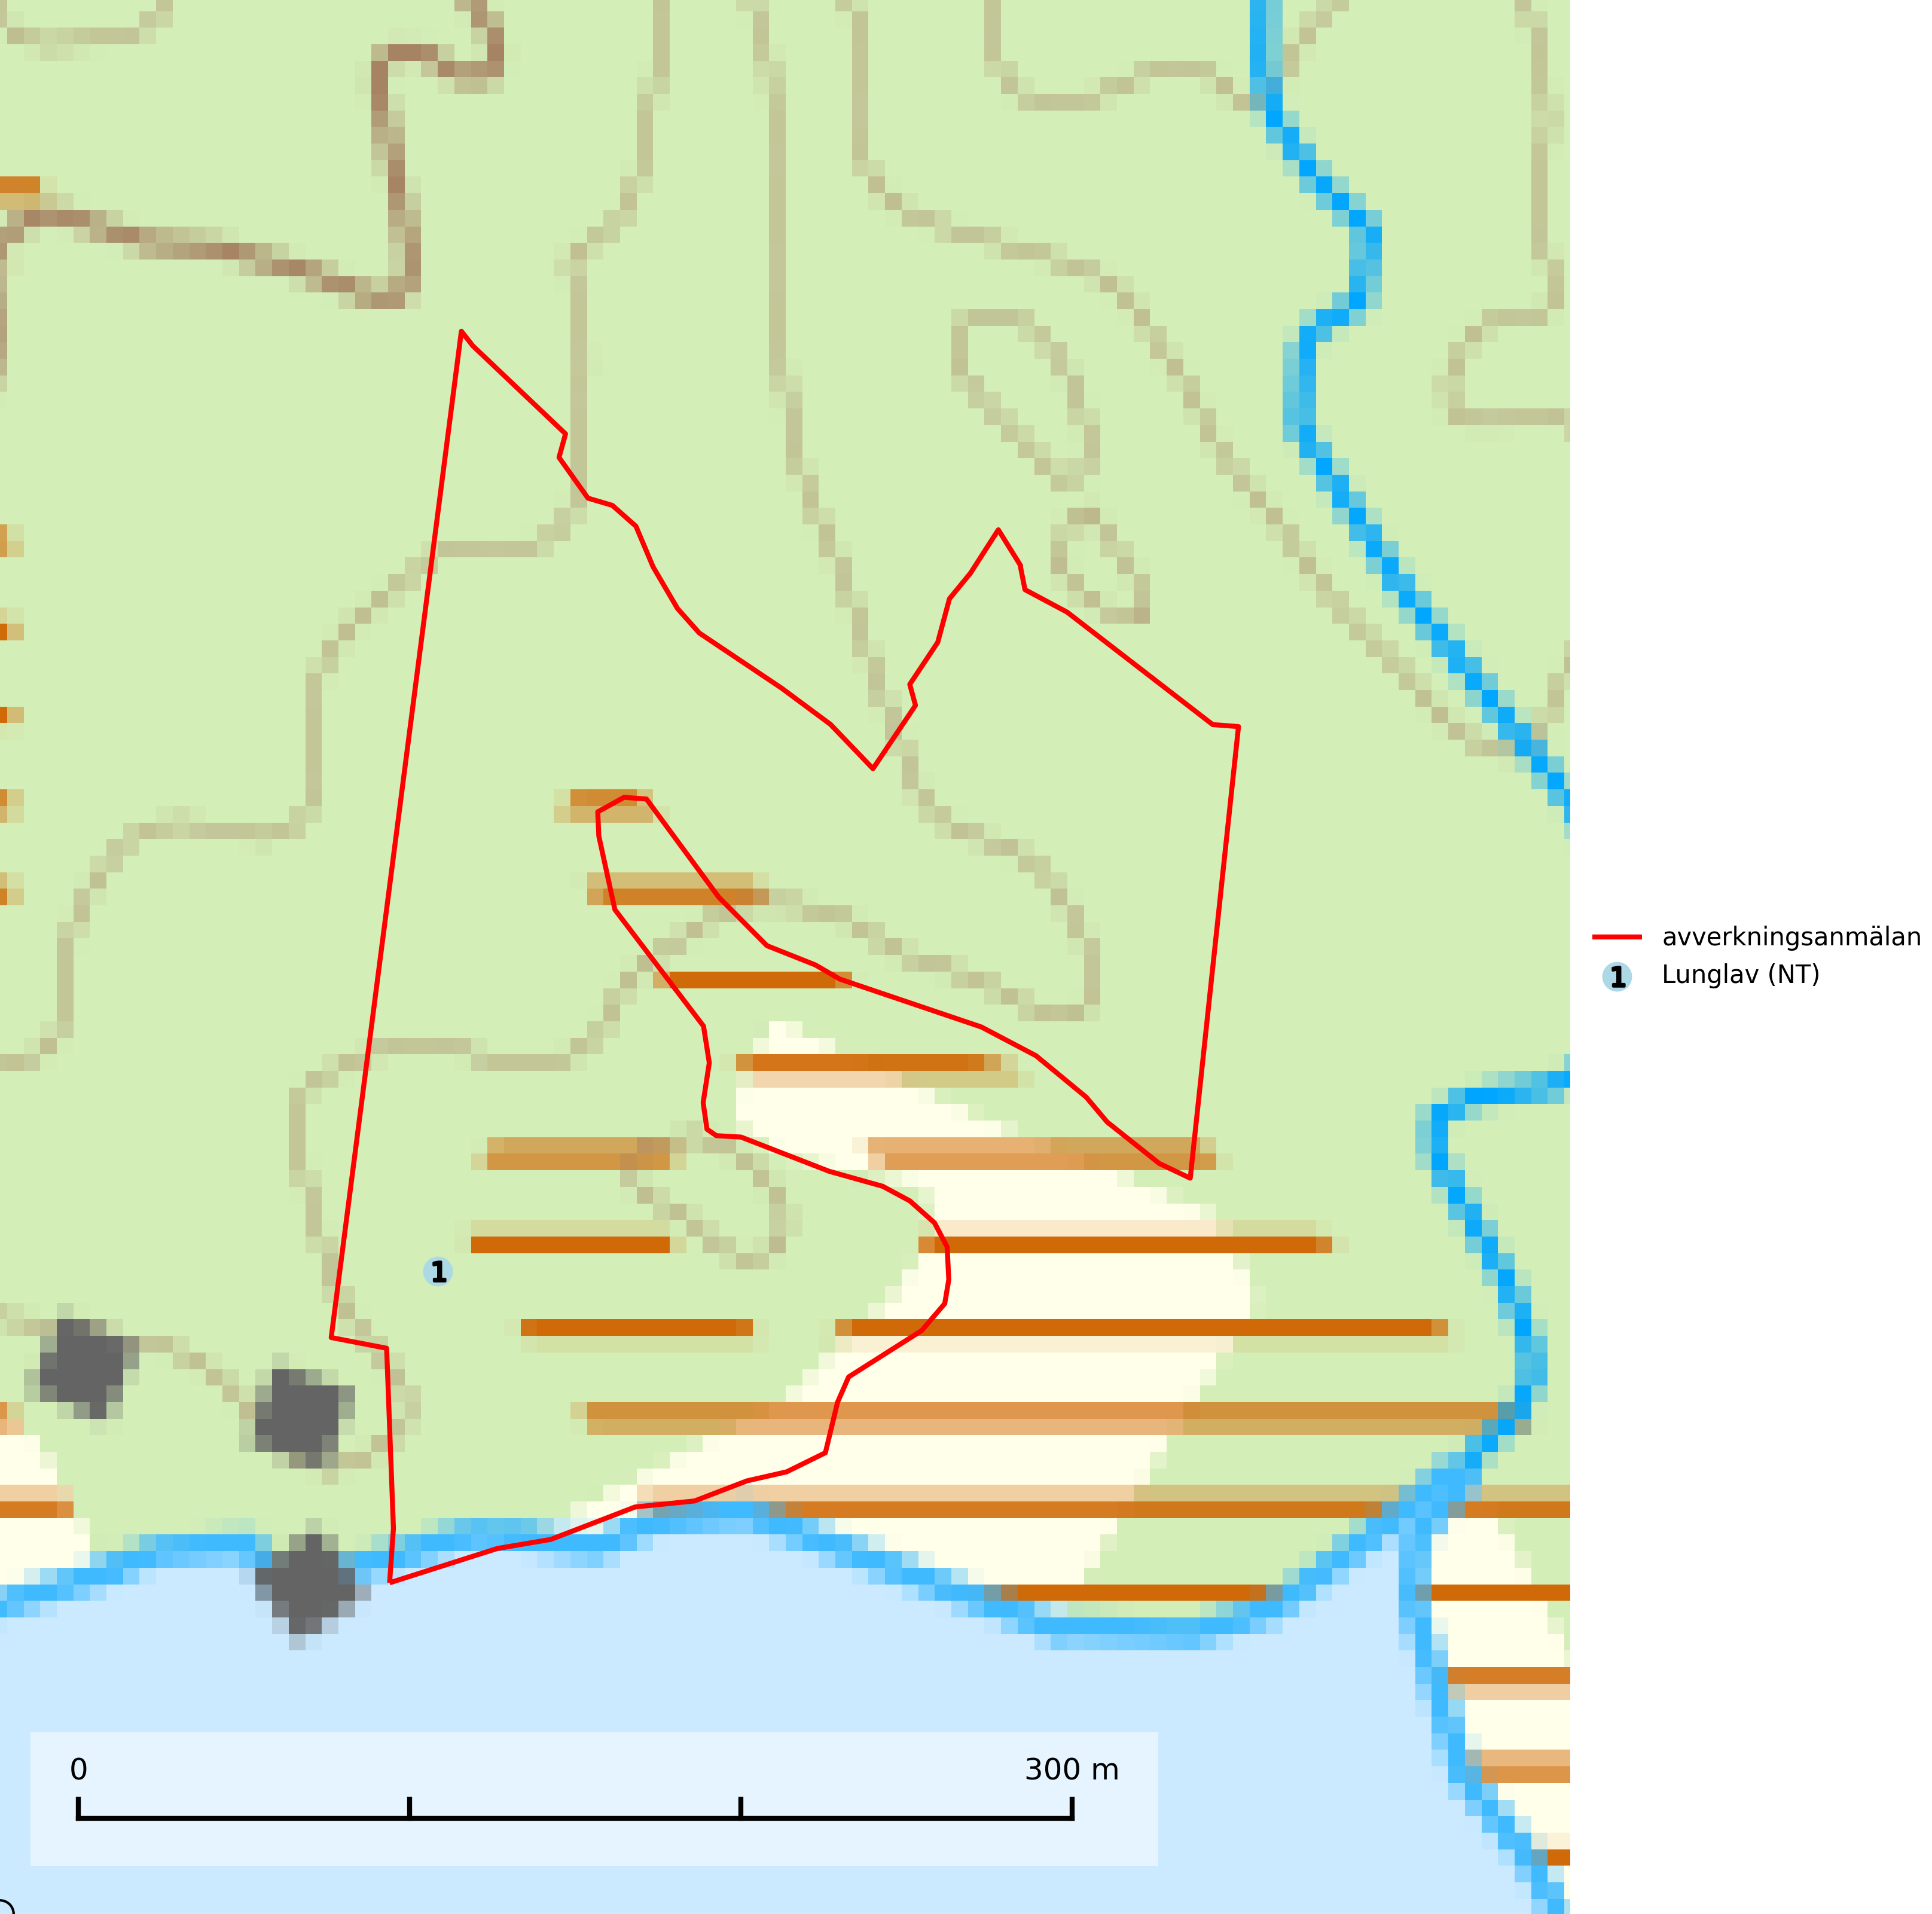 avverkningsanmälan
1 Lunglav (NT)
1
0 300 m